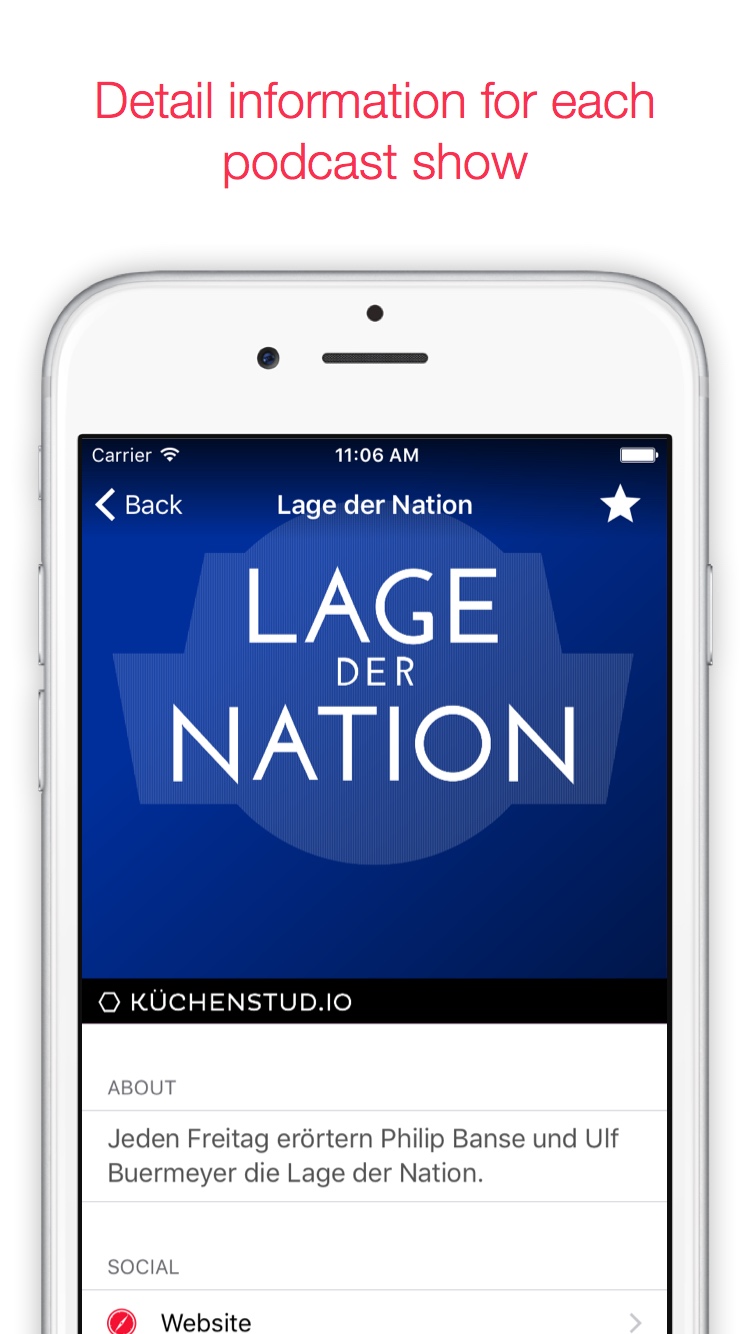 Detail information for each
podcast show
Carrier 11:06 AM
Back Lage der Nation
LAGE
DER
NATION
KÜCHENSTUD.IO
ABOUT
Jeden Freitag erörtern Philip Banse und Ulf
Buermeyer die Lage der Nation.
SOCIAL
Website